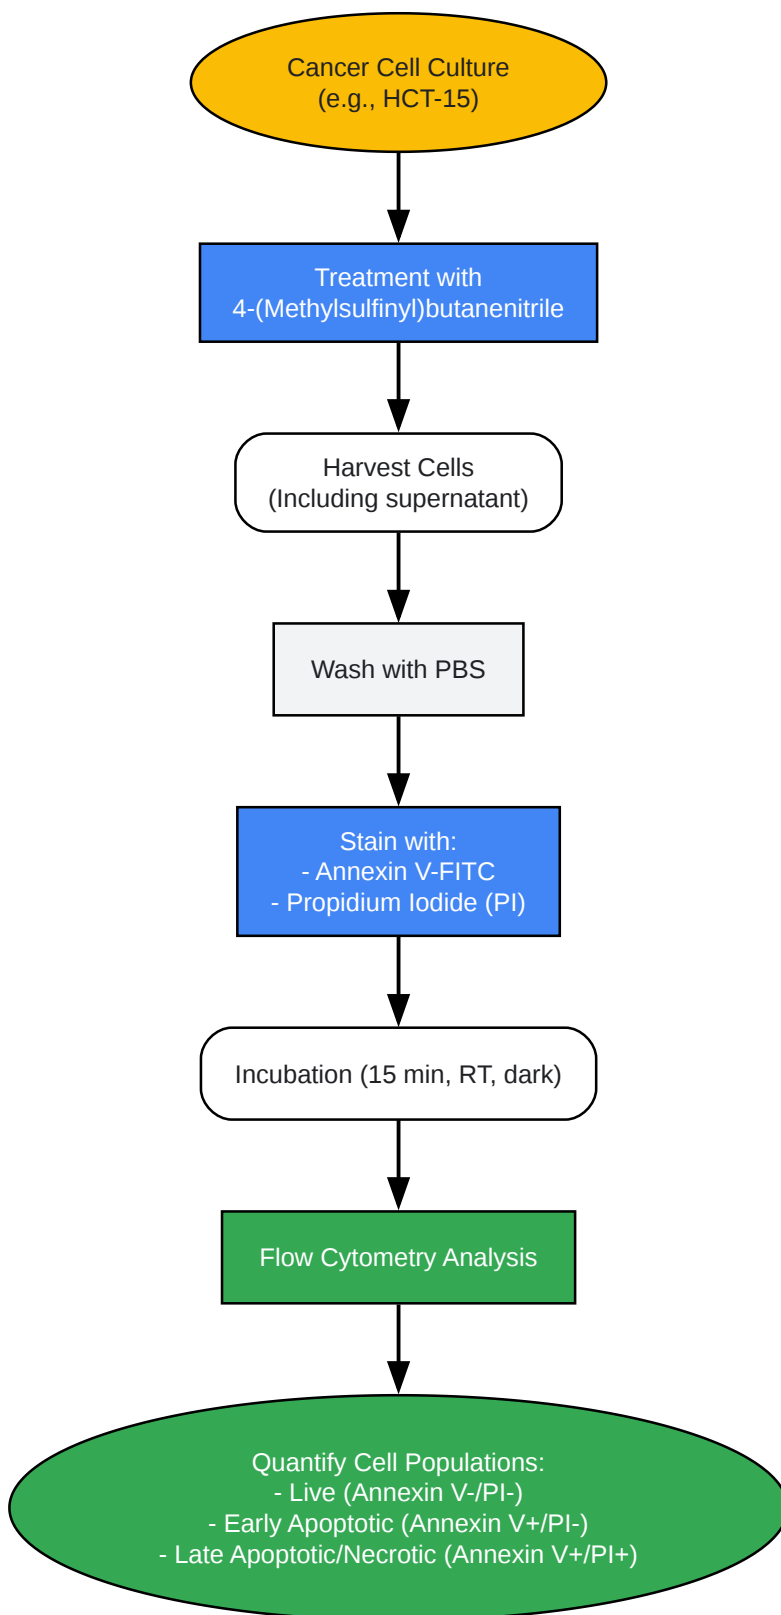 Cancer Cell Culture
(e.g., HCT-15)
Treatment with
4-(Methylsulfinyl)butanenitrile
Harvest Cells
(Including supernatant)
Wash with PBS
Stain with:
- Annexin V-FITC
- Propidium Iodide (PI)
Incubation (15 min, RT, dark)
Flow Cytometry Analysis
Quantify Cell Populations:
- Live (Annexin V-/PI-)
- Early Apoptotic (Annexin V+/PI-)
- Late Apoptotic/Necrotic (Annexin V+/PI+)